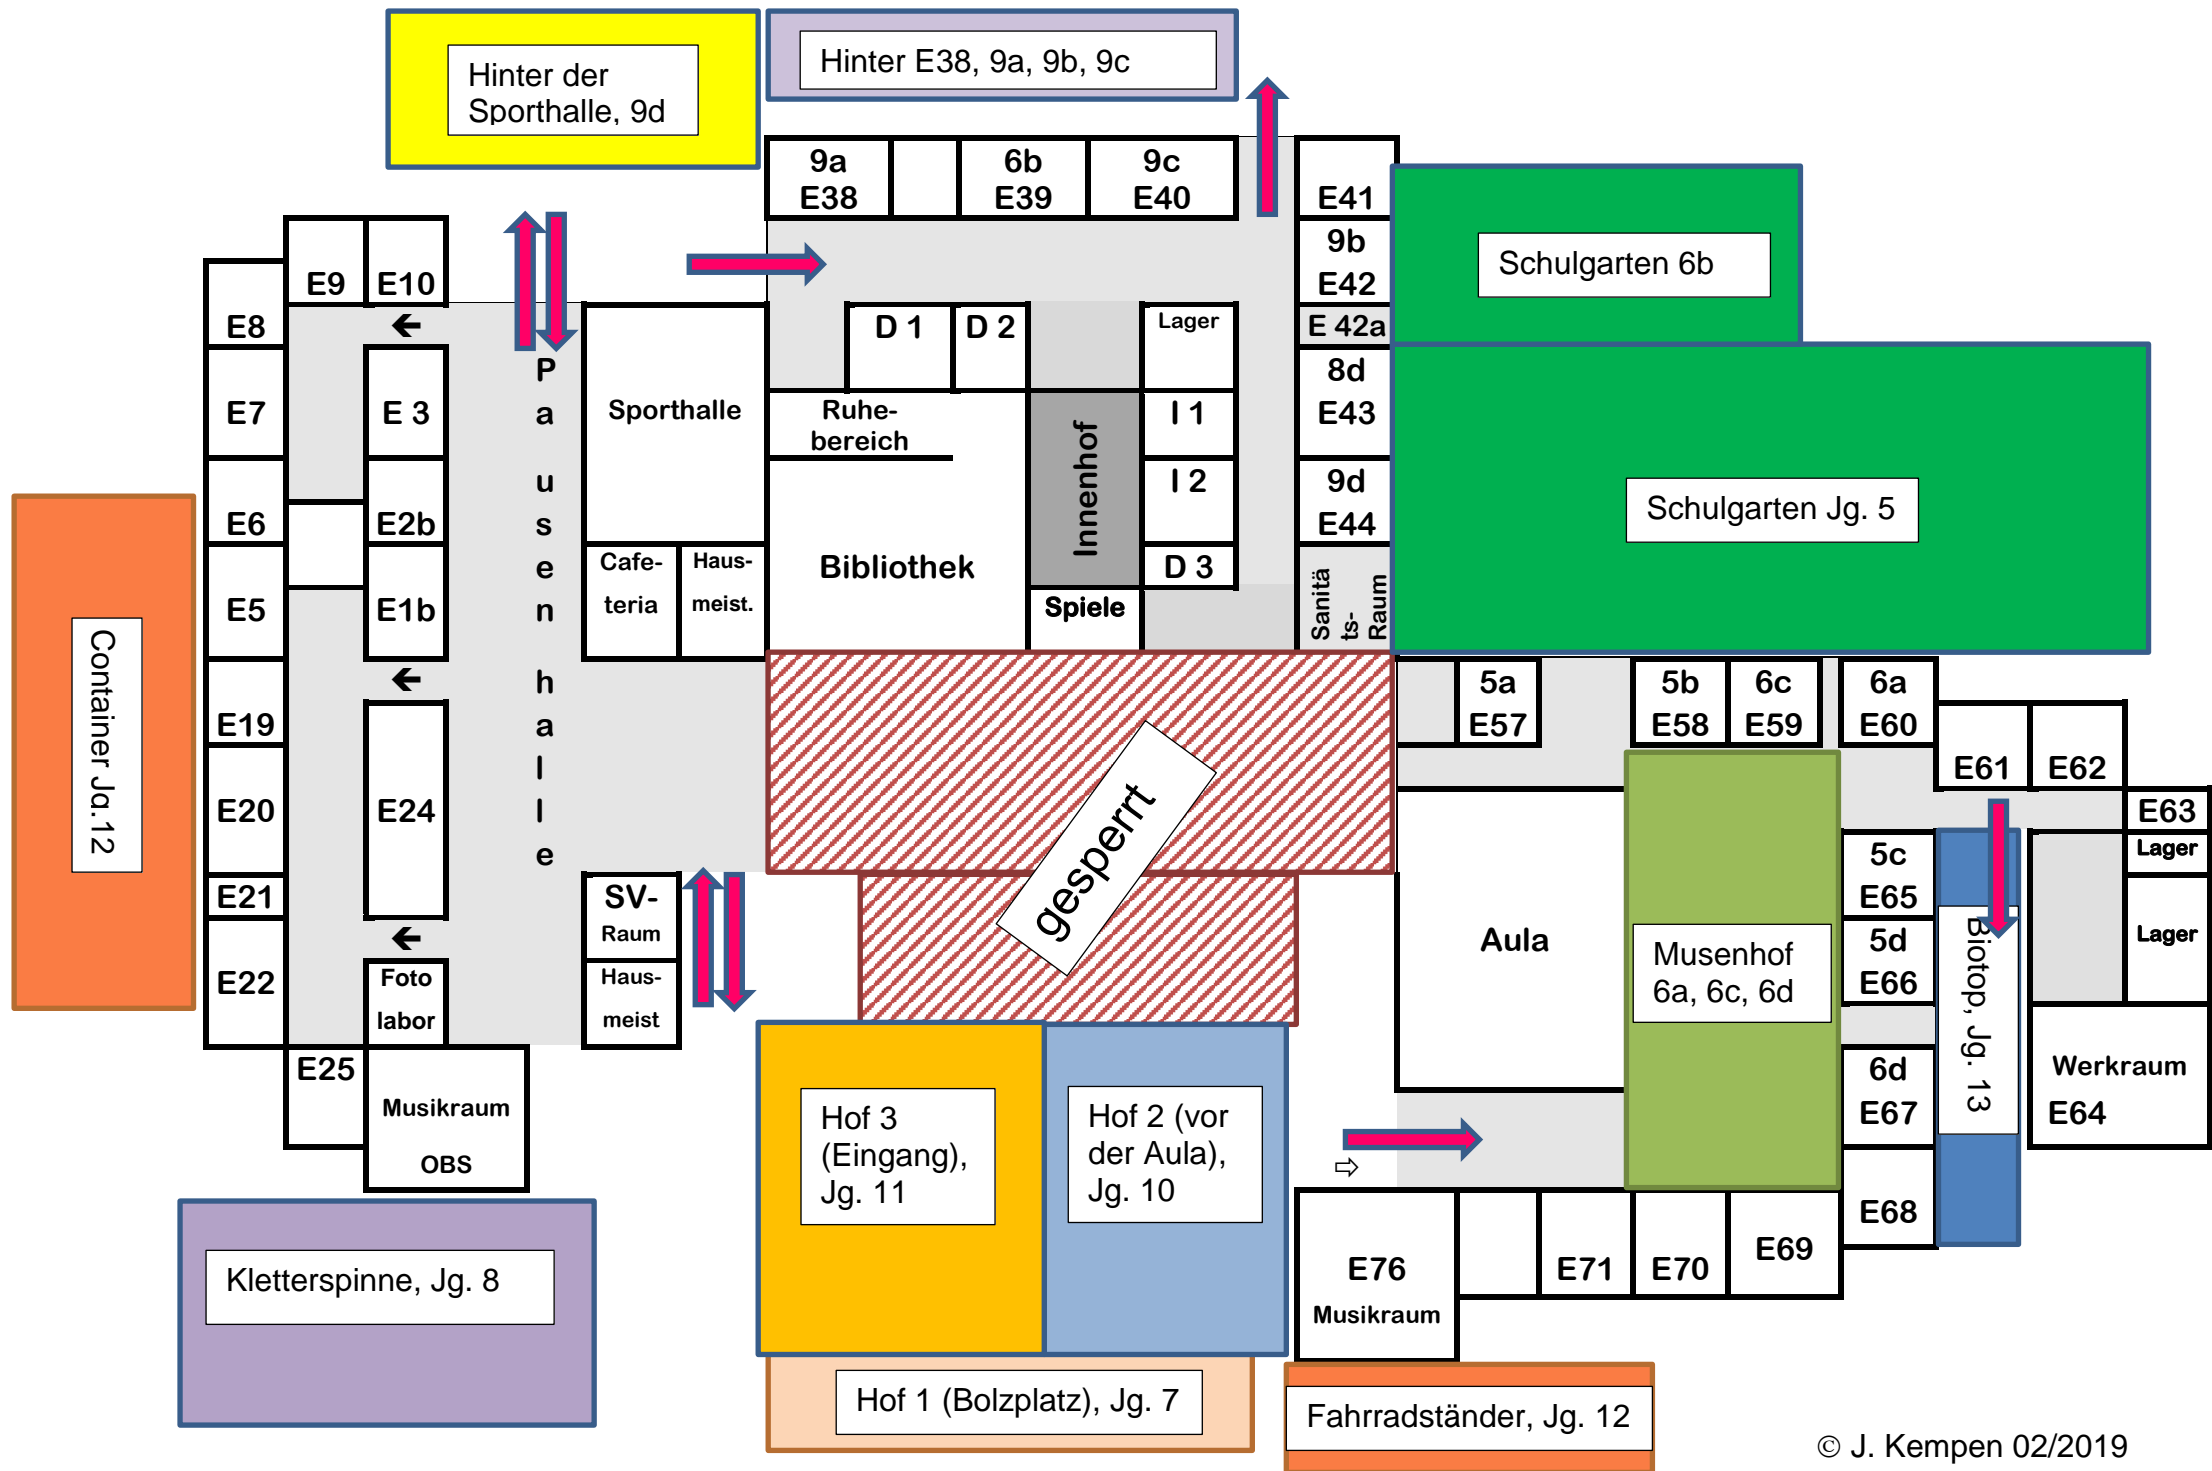 Hinter der
Sporthalle, 9d
Hinter E38, 9a, 9b, 9c
9a
E38
6b
E39
9c
E40
E41
9b
E42
E 42a
8d
E43
9d
E44
Sanitä
ts-
Raum
Schulgarten 6b
Schulgarten Jg. 5
E9
E10
E8
E7
E6
E5
E19
E20
E21
E22
E25
E 3
E2b
E1b
E24
Foto
labor
Musikraum
OBS
Pausenhalle
Sporthalle
Cafe-
teria
Haus-
meist.
D 1
D 2
Lager
Ruhe-
bereich
Bibliothek
Innenhof
I 1
I 2
D 3
Spiele
Container Jg.12
gesperrt
SV-
Raum
Haus-
meist
5a
E57
5b
E58
6c
E59
6a
E60
E61
E62
E63
Lager
Lager
Aula
Musenhof
6a, 6c, 6d
5c
E65
5d
E66
6d
E67
E68
Biotop, Jg. 13
Werkraum
E64
Hof 3
(Eingang),
Jg. 11
Hof 2 (vor
der Aula),
Jg. 10
E76
Musikraum
E71
E70
E69
Kletterspinne, Jg. 8
Hof 1 (Bolzplatz), Jg. 7
Fahrradständer, Jg. 12
© J. Kempen 02/2019